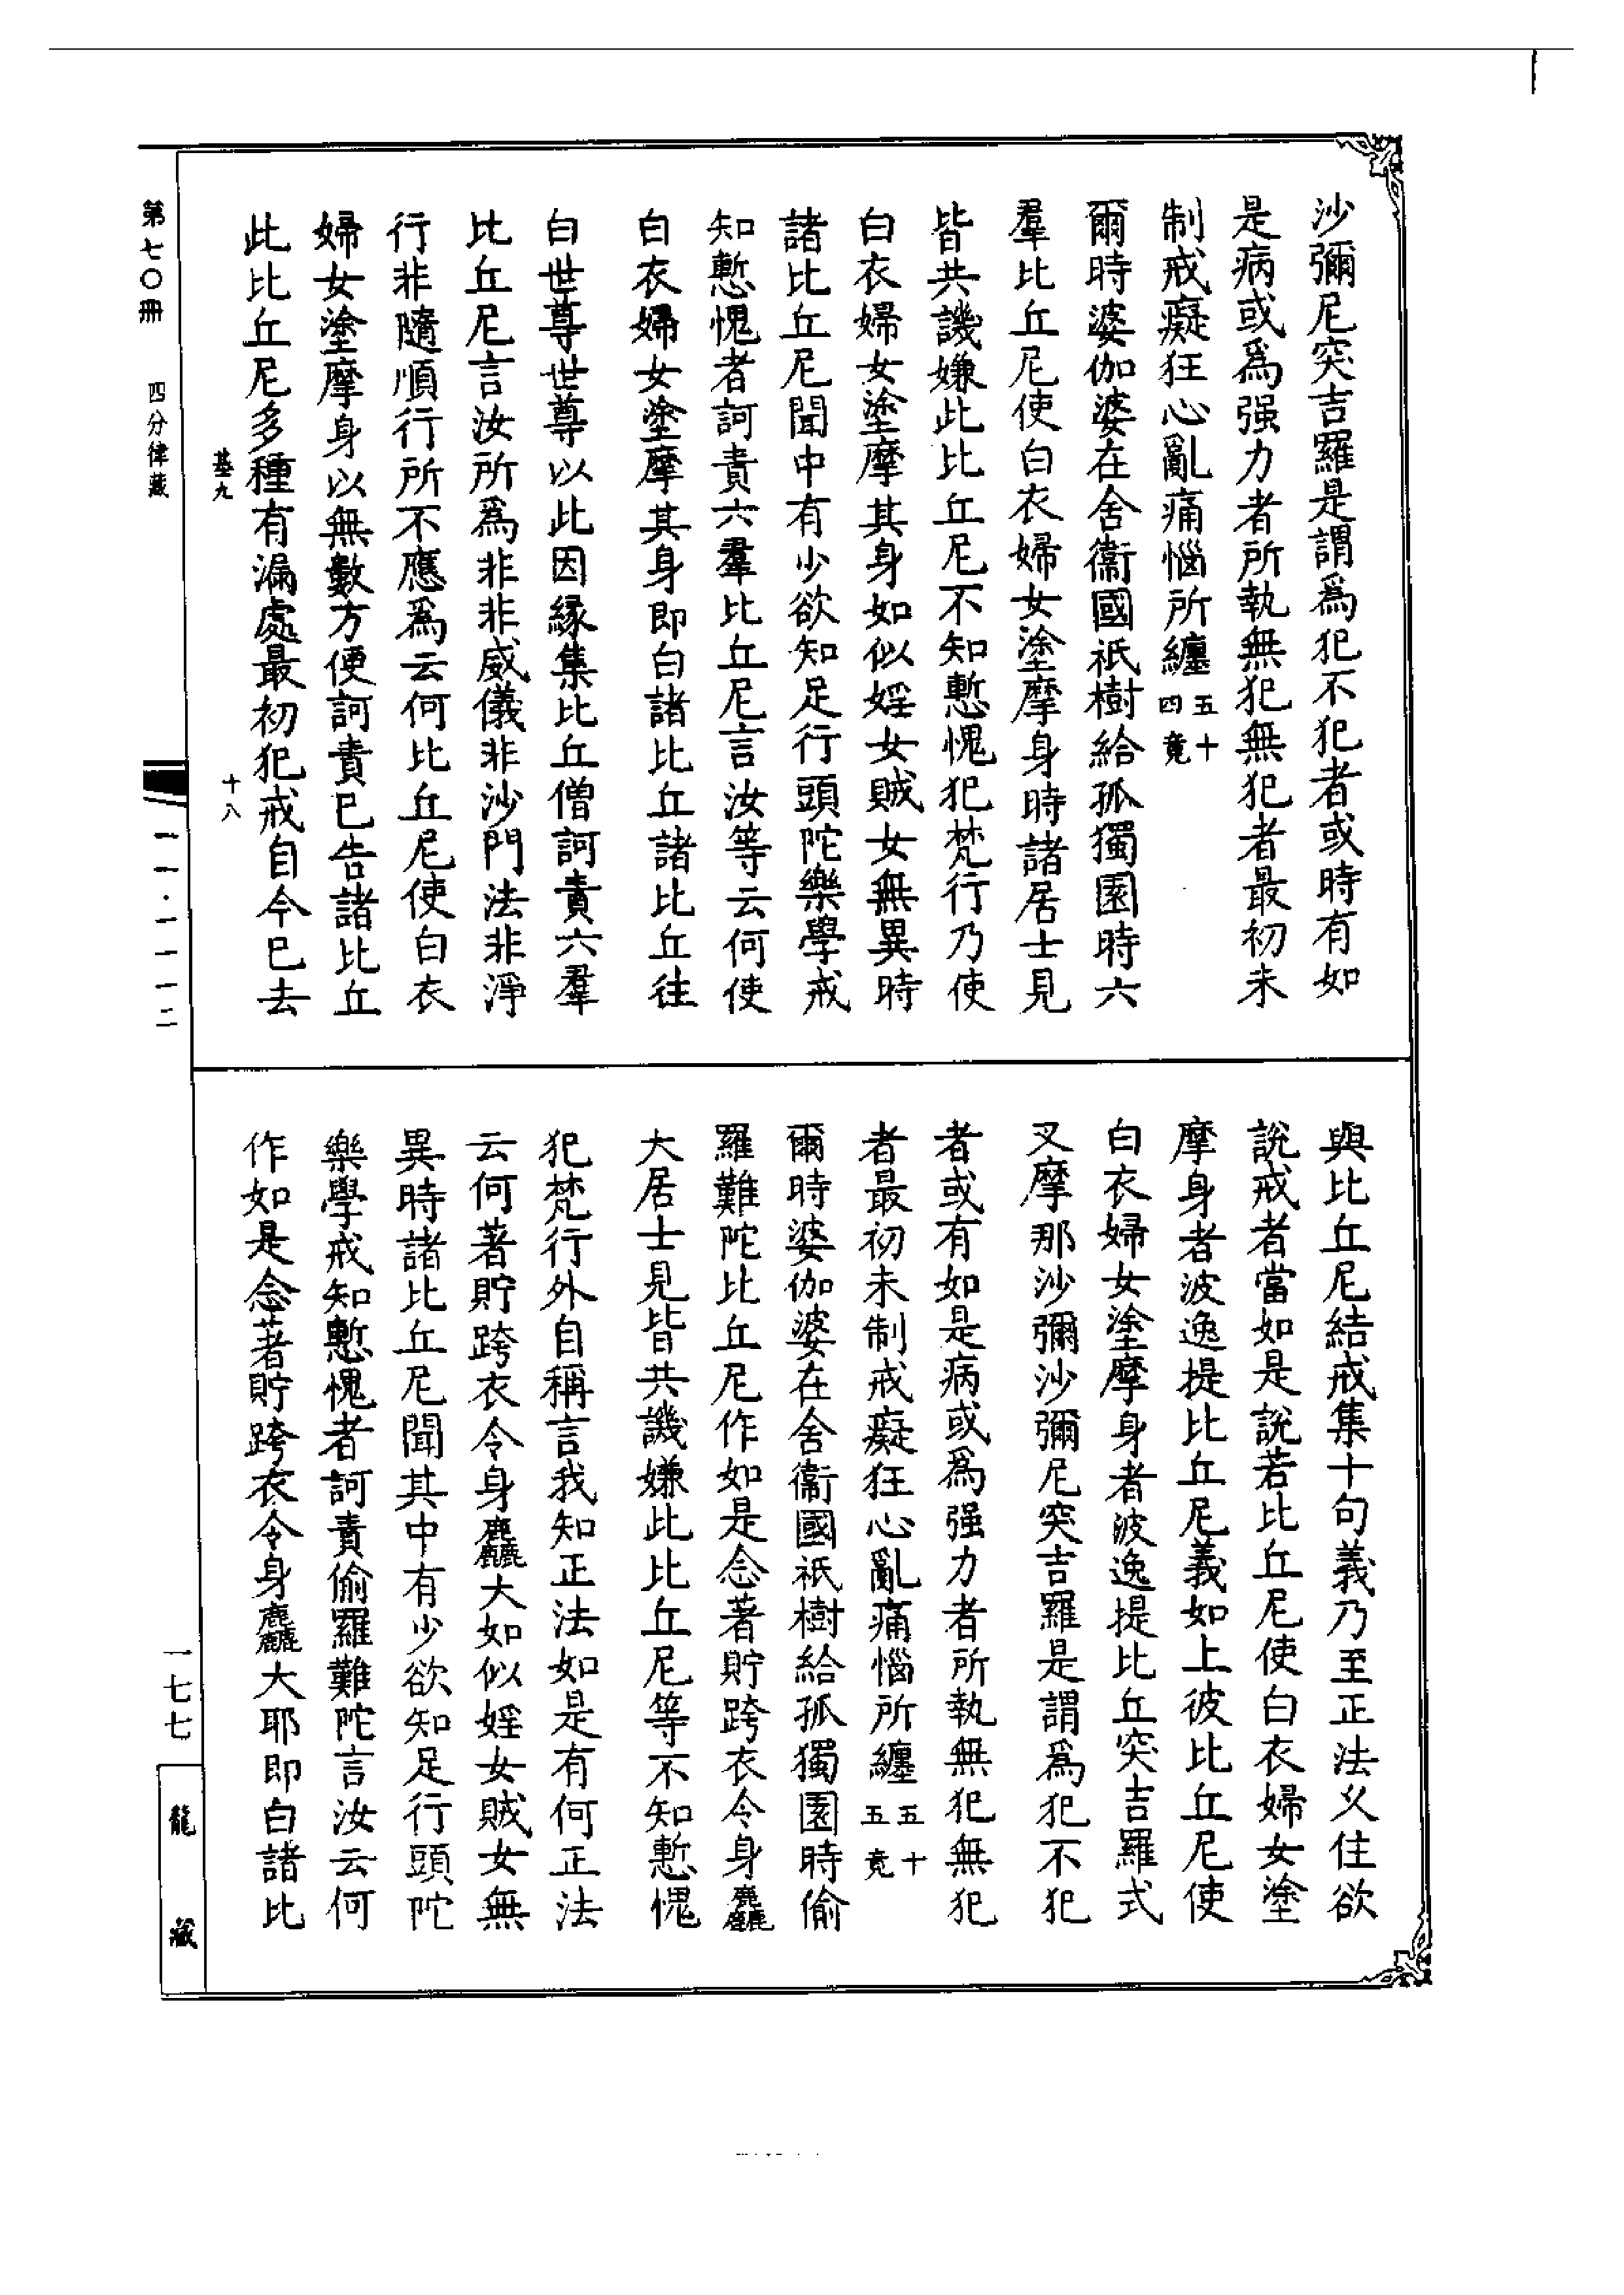 沙彌尼突吉羅是謂爲犯不犯者或時有如
是病或爲强力者所執無犯無犯者最初未
制戒癡狂心亂痛惱所纏五十四竟
爾時婆伽婆在舍衞國祇樹給孤獨園時六
羣比丘尼使白衣婦女塗摩身時諸居士見
皆共譏嫌此比丘尼不知慙愧犯梵行乃使
白衣婦女塗摩其身如似婬女賊女無異時
諸比丘尼聞中有少欲知足行頭陀樂學戒
知慙愧者訶責六羣比丘尼言汝等云何使
白衣婦女塗摩其身即白諸比丘諸比丘往
白世尊世尊以此因緣集比丘僧訶責六羣
比丘尼言汝所爲非非威儀非沙門法非淨
行非隨順行所不應爲云何比丘尼使白衣
婦女塗摩身以無數方便訶責已告諸比丘
此比丘尼多種有漏處最初犯戒自今已去
基九
十八
與比丘尼結戒集十句義乃至正法久住欲
說戒者當如是說若比丘尼使白衣婦女塗
摩身者波逸提比丘尼義如上彼比丘尼使
白衣婦女塗摩身者波逸提比丘突吉羅式
叉摩那沙彌沙彌尼突吉羅是謂爲犯不犯
者或有如是病或爲强力者所執無犯無犯
者最初未制戒癡狂心亂痛惱所纏五十五竟
爾時婆伽婆在舍衞國祇樹給孤獨園時偷
羅難陀比丘尼作如是念著貯跨衣令身麤
大居士見皆共譏嫌此比丘尼等不知慙愧
犯梵行外自稱言我知正法如是有何正法
云何著貯跨衣令身麤大如似婬女賊女無
異時諸比丘尼聞其中有少欲知足行頭陀
樂學戒知慙愧者訶責偷羅難陀言汝云何
作如是念著貯跨衣令身麤大耶即白諸比
第七〇冊
四分律藏
一一·一一一二
一七七
龍藏